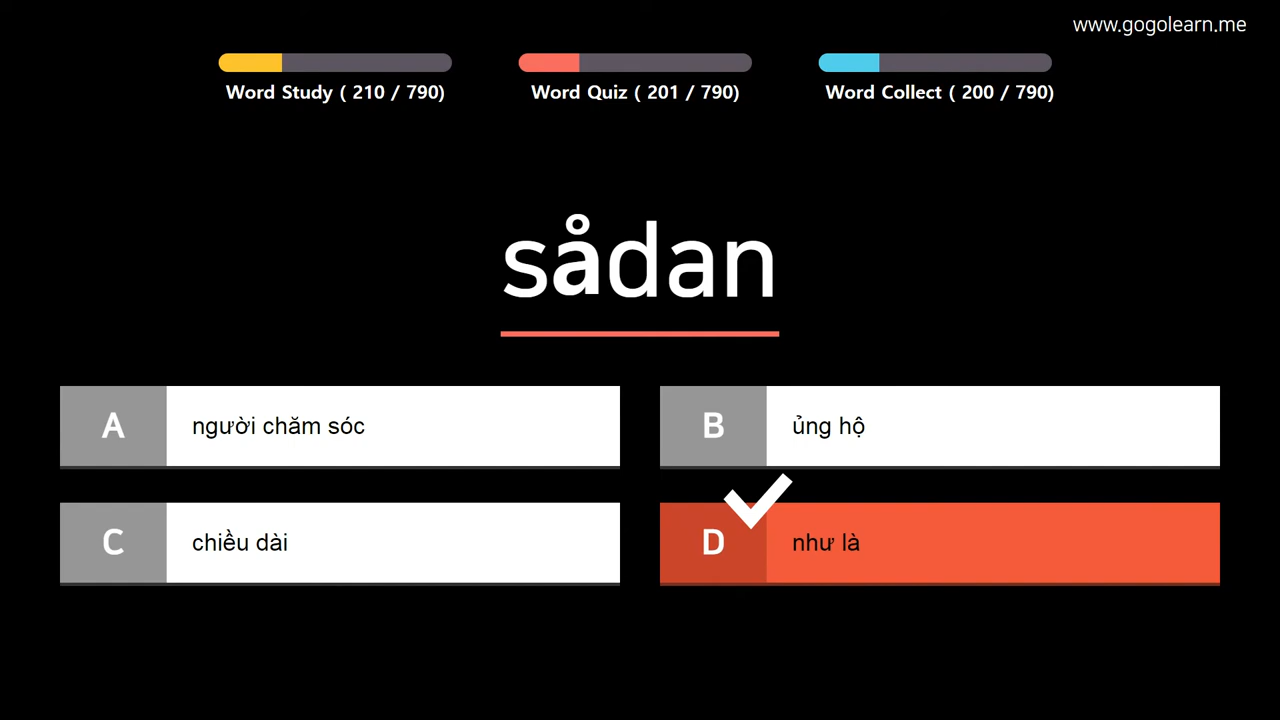 www.gogolearn.me
Word Study ( 210 / 790)
Word Quiz ( 201 / 790)
Word Collect ( 200 / 790)
sådan
A
người chăm sóc
B
ủng hộ
C
chiều dài
D
như là